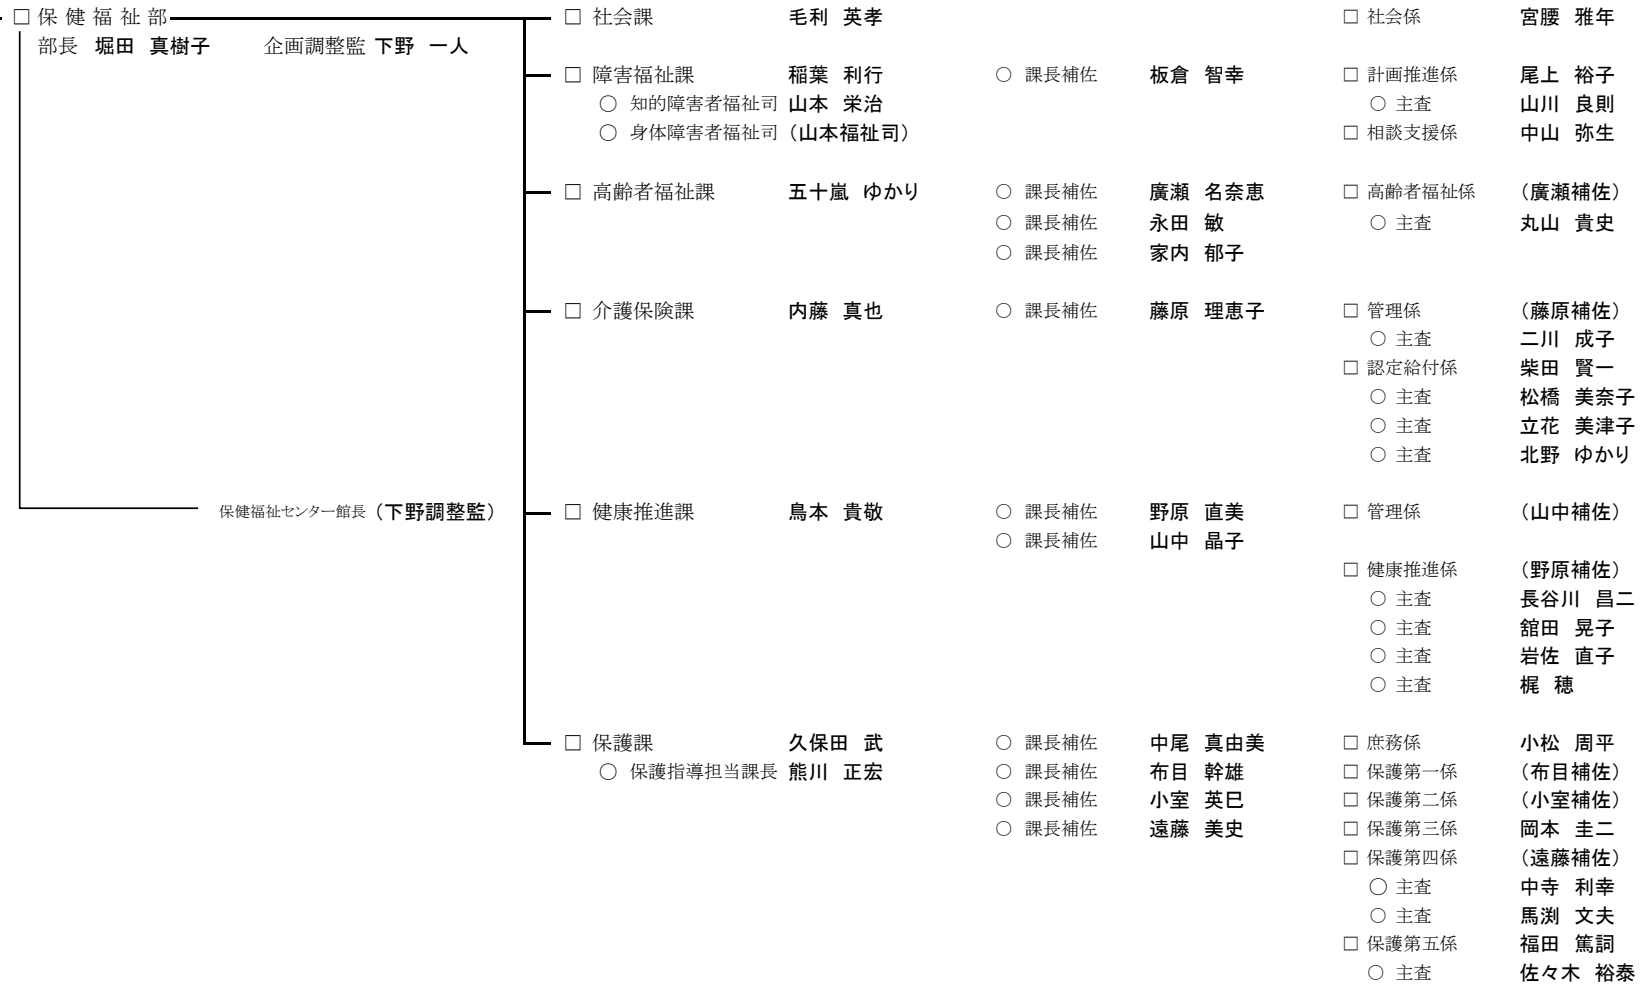 □ 保健福祉部 □ 社会課 毛利 英孝 □ 社会係 宮腰 雅年
部長 堀田 真樹子 企画調整監 下野 一人
□ 障害福祉課 稲葉 利行 ○ 課長補佐 板倉 智幸 □ 計画推進係 尾上 裕子
○ 知的障害者福祉司 山本 栄治 ○ 主査 山川 良則
○ 身体障害者福祉司 (山本福祉司) □ 相談支援係 中山 弥生
□ 高齢者福祉課 五十嵐 ゆかり ○ 課長補佐 廣瀬 名奈恵 □ 高齢者福祉係 (廣瀬補佐)
○ 課長補佐 永田 敏 ○ 主査 丸山 貴史
○ 課長補佐 家内 郁子
□ 介護保険課 内藤 真也 ○ 課長補佐 藤原 理恵子 □ 管理係 (藤原補佐)
○ 主査 二川 成子
□ 認定給付係 柴田 賢一
○ 主査 松橋 美奈子
○ 主査 立花 美津子
○ 主査 北野 ゆかり
保健福祉センター館長 (下野調整監) □ 健康推進課 鳥本 貴敬 ○ 課長補佐 野原 直美 □ 管理係 (山中補佐)
○ 課長補佐 山中 晶子
□ 健康推進係 (野原補佐)
○ 主査 長谷川 昌二
○ 主査 舘田 晃子
○ 主査 岩佐 直子
○ 主査 梶 穂
□ 保護課 久保田 武 ○ 課長補佐 中尾 真由美 □ 庶務係 小松 周平
○ 保護指導担当課長 熊川 正宏 ○ 課長補佐 布目 幹雄 □ 保護第一係 (布目補佐)
○ 課長補佐 小室 英巳 □ 保護第二係 (小室補佐)
○ 課長補佐 遠藤 美史 □ 保護第三係 岡本 圭二
□ 保護第四係 (遠藤補佐)
○ 主査 中寺 利幸
○ 主査 馬渕 文夫
□ 保護第五係 福田 篤詞
○ 主査 佐々木 裕泰